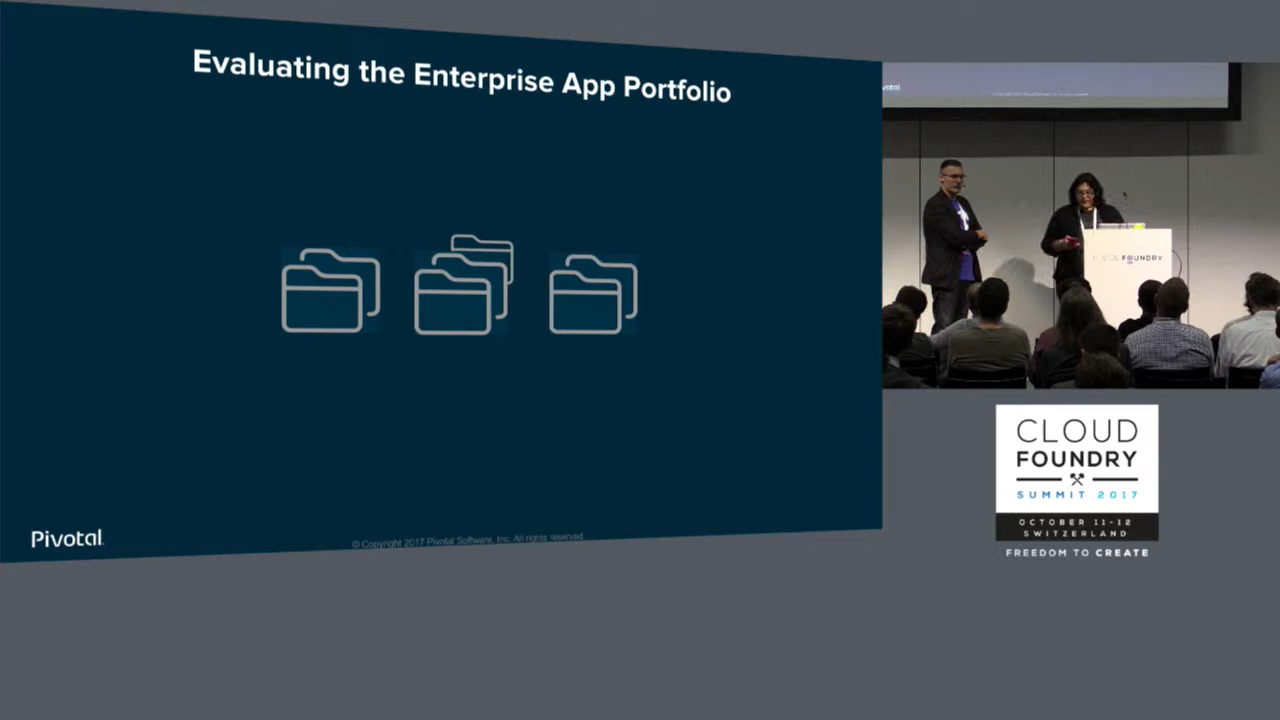 Evaluating the Enterprise App Portfolio
Pivotal
© Copyright 2017 Pivotal Software, Inc. All rights reserved.
FOUNDRY
CLOUD
FOUNDRY
SUMMIT 2017
OCTOBER 11-12
SWITZERLAND
FREEDOM TO CREATE